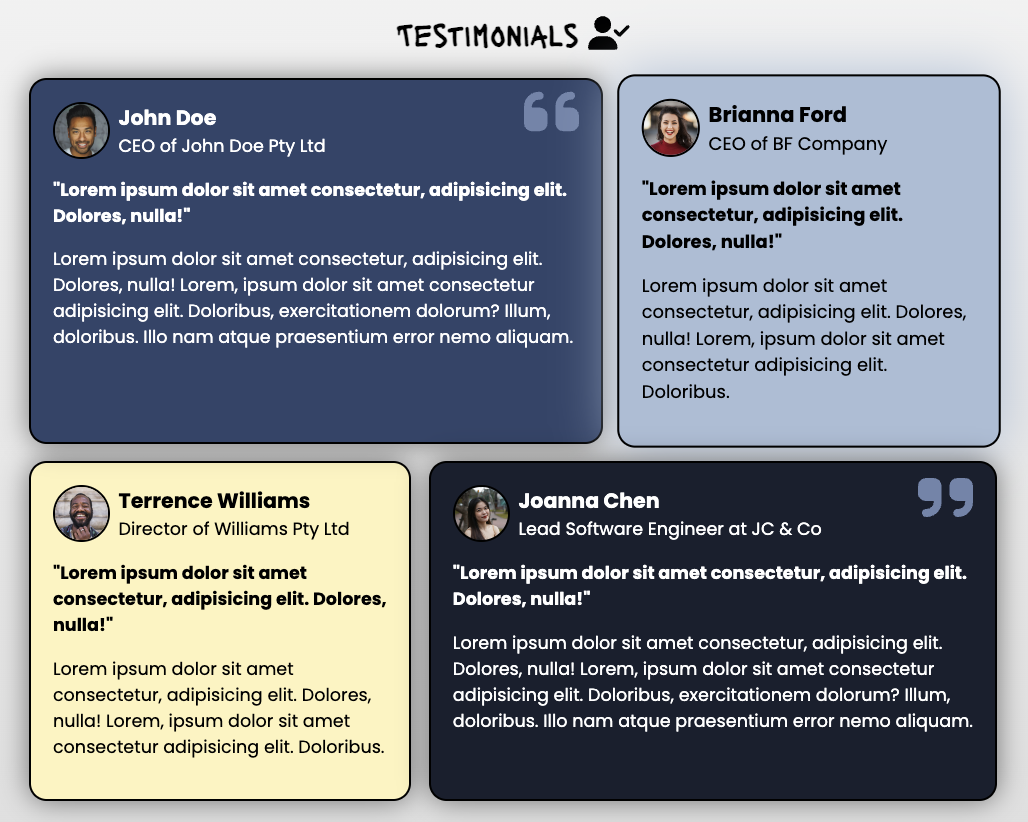 TESTIMONIALS
John Doe
CEO of John Doe Pty Ltd
"Lorem ipsum dolor sit amet consectetur, adipisicing elit.
Dolores, nulla!"
Lorem ipsum dolor sit amet consectetur, adipisicing elit.
Dolores, nulla! Lorem, ipsum dolor sit amet consectetur
adipisicing elit. Doloribus, exercitationem dolorum? Illum,
doloribus. Illo nam atque praesentium error nemo aliquam.
Brianna Ford
CEO of BF Company
"Lorem ipsum dolor sit amet
consectetur, adipisicing elit.
Dolores, nulla!"
Lorem ipsum dolor sit amet
consectetur, adipisicing elit. Dolores,
nulla! Lorem, ipsum dolor sit amet
consectetur adipisicing elit.
Doloribus.
Terrence Williams
Director of Williams Pty Ltd
"Lorem ipsum dolor sit amet
consectetur, adipisicing elit. Dolores,
nulla!"
Lorem ipsum dolor sit amet
consectetur, adipisicing elit. Dolores,
nulla! Lorem, ipsum dolor sit amet
consectetur adipisicing elit. Doloribus.
Joanna Chen
Lead Software Engineer at JC & Co
"Lorem ipsum dolor sit amet consectetur, adipisicing elit.
Dolores, nulla!"
Lorem ipsum dolor sit amet consectetur, adipisicing elit.
Dolores, nulla! Lorem, ipsum dolor sit amet consectetur
adipisicing elit. Doloribus, exercitationem dolorum? Illum,
doloribus. Illo nam atque praesentium error nemo aliquam.